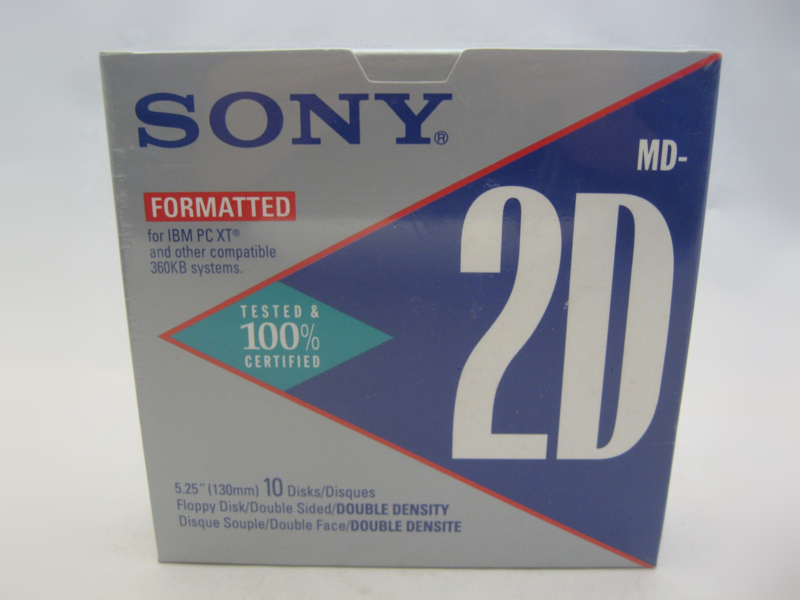 SONY®
MD-
2D
FORMATTED
for IBM PC XT®
and other compatible
360KB systems.
TESTED &
100%
CERTIFIED
5.25" (130mm) 10 Disks/Disques
Floppy Disk/Double Sided/DOUBLE DENSITY
Disque Souple/Double Face/DOUBLE DENSITE